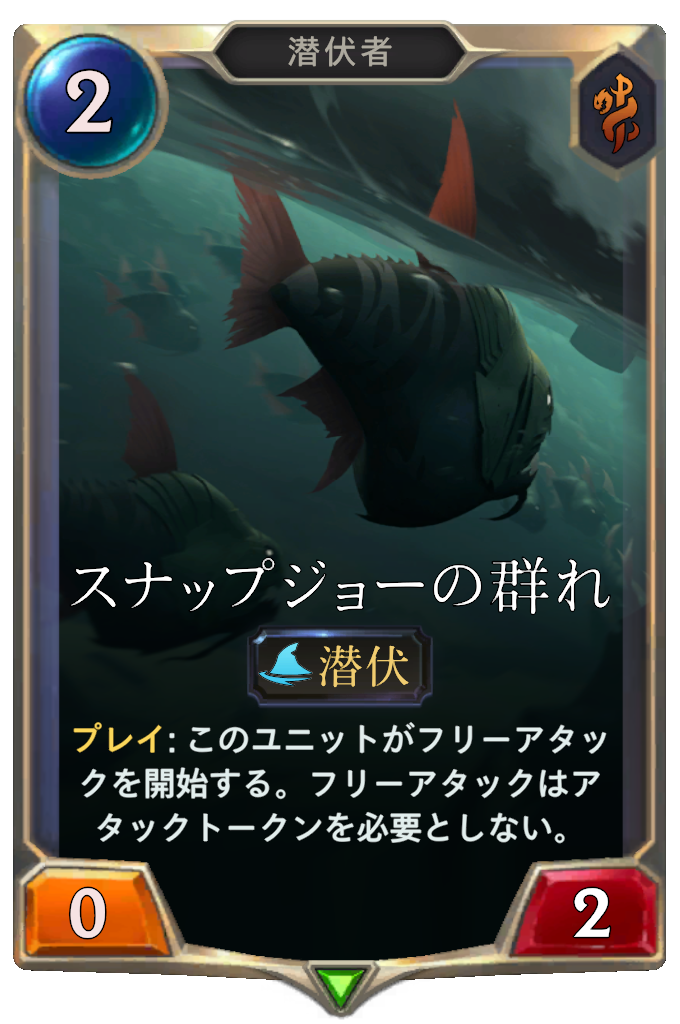 潜伏者
2
スナップジョーの群れ
潜伏
プレイ: このユニットがフリーアタッ
クを開始する。フリーアタックはア
タックトークンを必要としない。
0
2